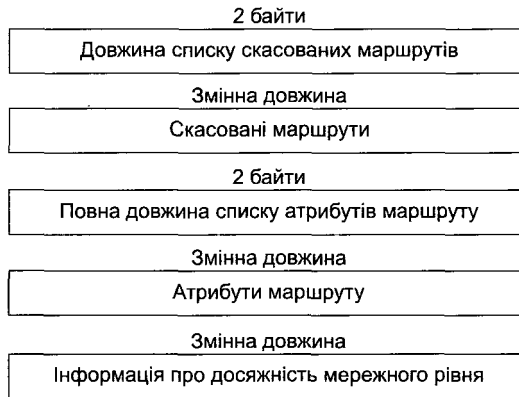 2 байти
Довжина списку скасованих маршрутів
Змінна довжина
Скасовані маршрути
2 байти
Повна довжина списку атрибутів маршруту
Змінна довжина
Атрибути маршруту
Змінна довжина
Інформація про досяжність мережного рівня